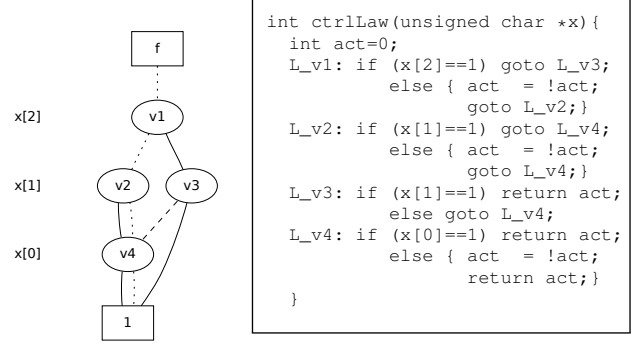 f
x[2]
v1
x[1]
v2
v3
x[0]
v4
1
int ctrlLaw(unsigned char *x){
int act=0;
L_v1: if (x[2]==1) goto L_v3;
else { act = !act;
goto L_v2;}
L_v2: if (x[1]==1) goto L_v4;
else { act = !act;
goto L_v4;}
L_v3: if (x[1]==1) return act;
else goto L_v4;
L_v4: if (x[0]==1) return act;
else { act = !act;
return act;}
}